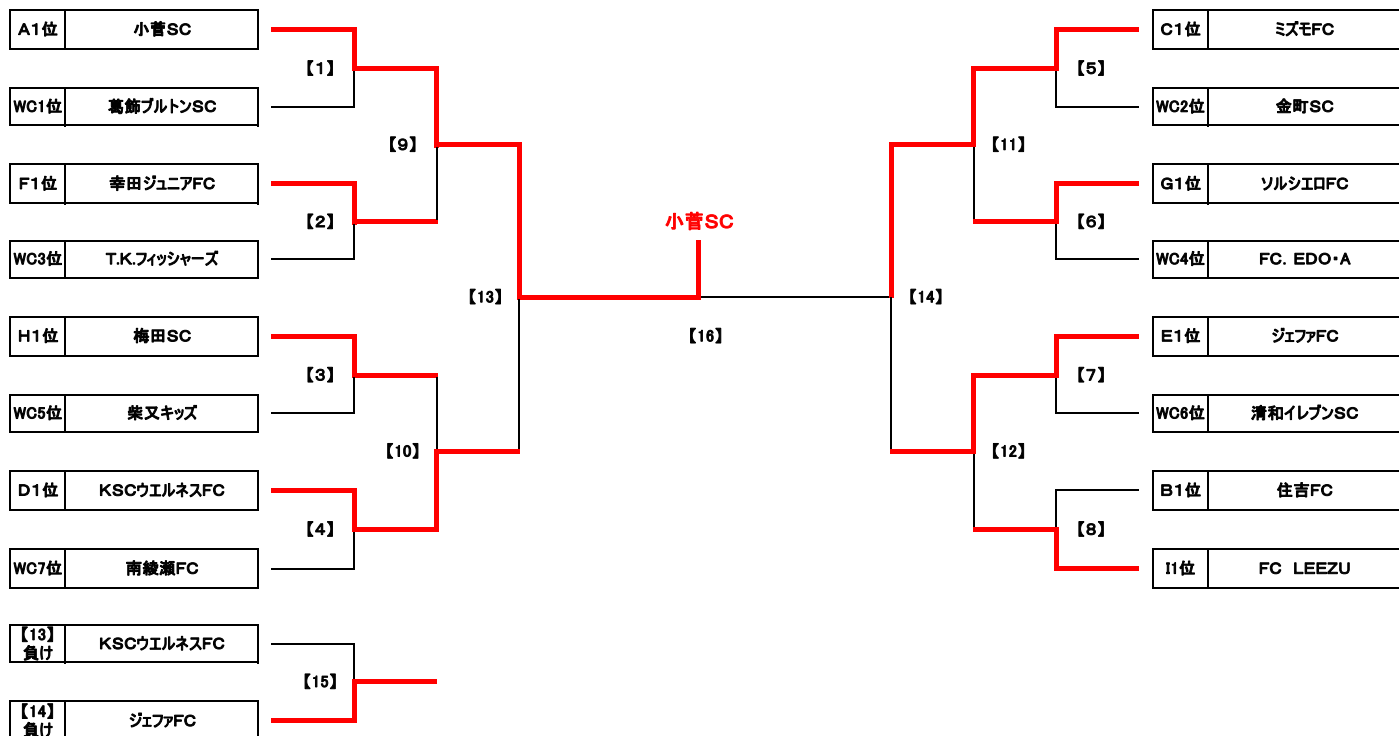 A1位 小菅SC
【1】
WC1位 葛飾ブルトンSC
【9】
F1位 幸田ジュニアFC
【2】
WC3位 T.K.フィッシャーズ
【13】
H1位 梅田SC
【3】
WC5位 柴又キッズ
【10】
D1位 KSCウエルネスFC
【4】
WC7位 南綾瀬FC
【13】
負け
KSCウエルネスFC
【15】
【14】
負け
ジェファFC
小菅SC
【16】
C1位 ミズモFC
【5】
WC2位 金町SC
【11】
G1位 ソルシエロFC
【6】
WC4位 FC. EDO・A
【14】
E1位 ジェファFC
【7】
WC6位 清和イレブンSC
【12】
B1位 住吉FC
【8】
I1位 FC LEEZU